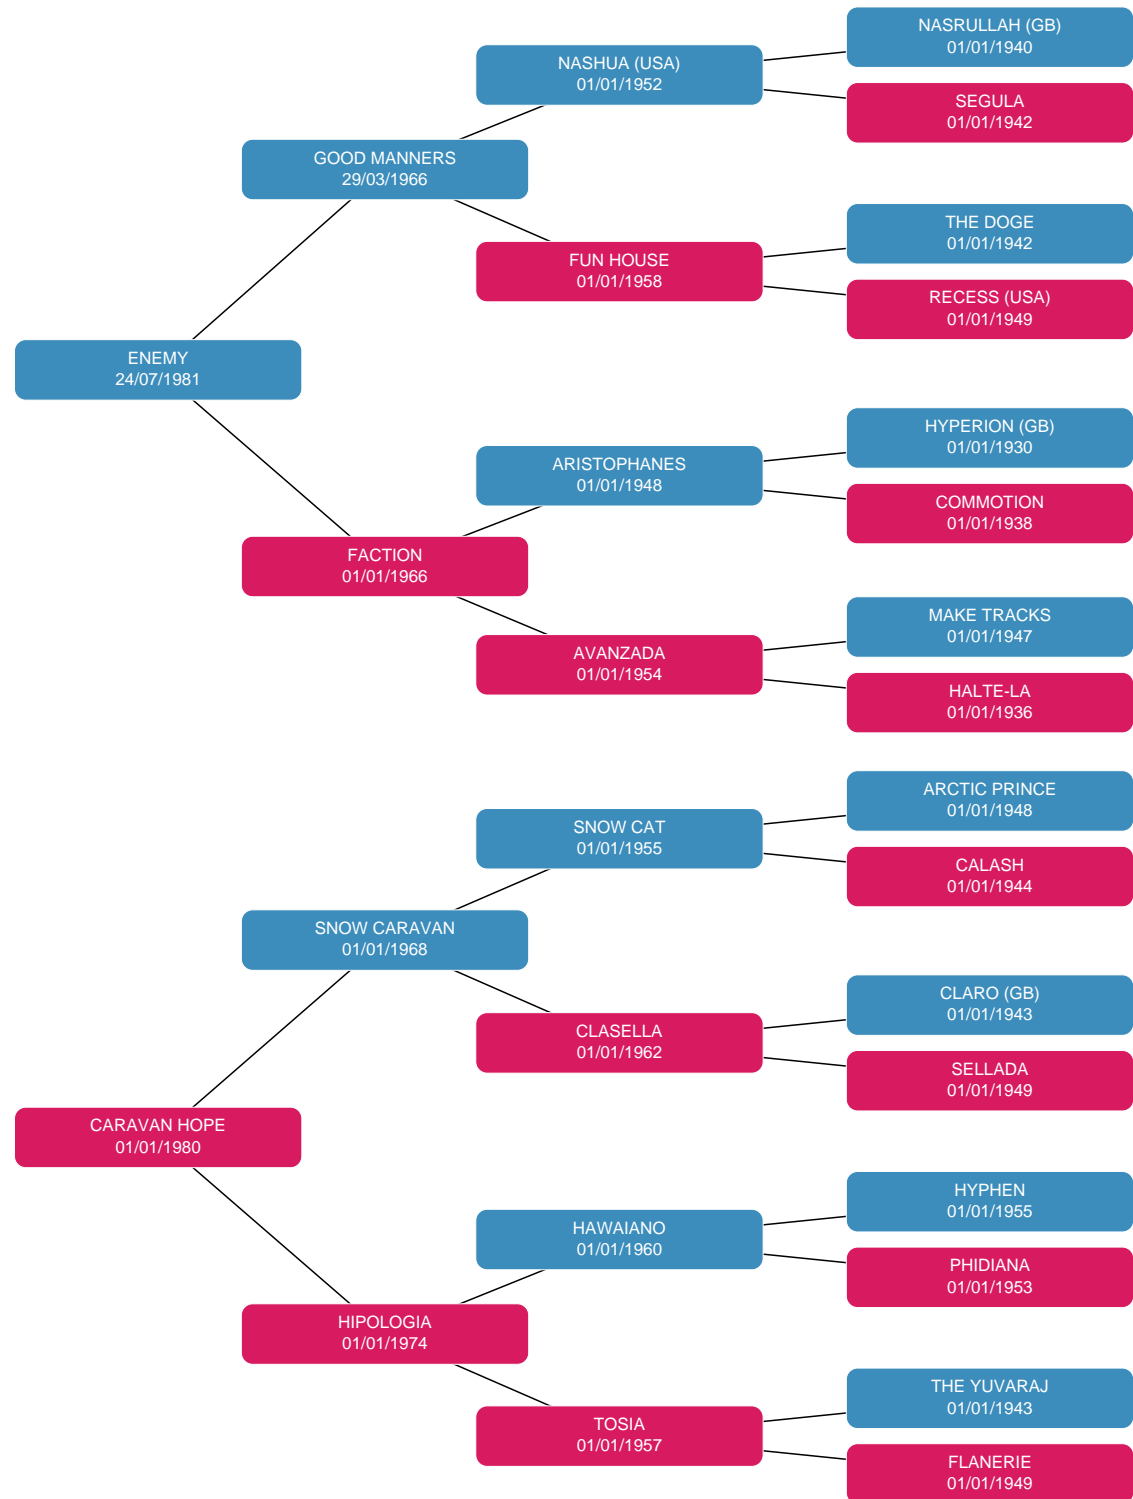 NASRULLAH (GB)
01/01/1940
NASHUA (USA)
01/01/1952
SEGULA
01/01/1942
GOOD MANNERS
29/03/1966
THE DOGE
01/01/1942
FUN HOUSE
01/01/1958
RECESS (USA)
01/01/1949
ENEMY
24/07/1981
HYPERION (GB)
01/01/1930
ARISTOPHANES
01/01/1948
COMMOTION
01/01/1938
FACTION
01/01/1966
MAKE TRACKS
01/01/1947
AVANZADA
01/01/1954
HALTE-LA
01/01/1936
ARCTIC PRINCE
01/01/1948
SNOW CAT
01/01/1955
CALASH
01/01/1944
SNOW CARAVAN
01/01/1968
CLARO (GB)
01/01/1943
CLASELLA
01/01/1962
SELLADA
01/01/1949
CARAVAN HOPE
01/01/1980
HYPHEN
01/01/1955
HAWAIANO
01/01/1960
PHIDIANA
01/01/1953
HIPOLOGIA
01/01/1974
THE YUVARAJ
01/01/1943
TOSIA
01/01/1957
FLANERIE
01/01/1949